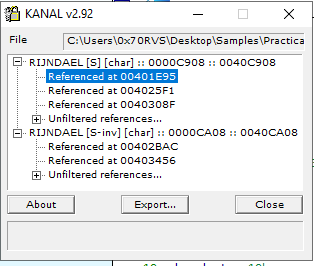 KANAL v2.92
File C:\Users\0x70RVS\Desktop\Samples\Practica
RIJNDAEL [S] [char] :: 0000C908 :: 0040C908
Referenced at 00401E95
Referenced at 004025F1
Referenced at 0040308F
Unfiltered references...
RIJNDAEL [S-inv] [char] :: 0000CA08 :: 0040CA08
Referenced at 00402BAC
Referenced at 00403456
Unfiltered references...
About Export... Close